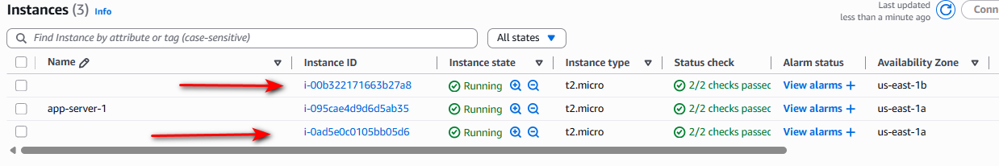 Instances (3) Info
Last updated
less than a minute ago
Conn
Find Instance by attribute or tag (case-sensitive)
All states
Name Instance ID Instance state Instance type Status check Alarm status Availability Zone
i-00b322171663b27a8 Running t2.micro 2/2 checks passed View alarms + us-east-1b
app-server-1 i-095cae4d9d6d5ab35 Running t2.micro 2/2 checks passed View alarms + us-east-1a
i-0ad5e0c0105bb05d6 Running t2.micro 2/2 checks passed View alarms + us-east-1a